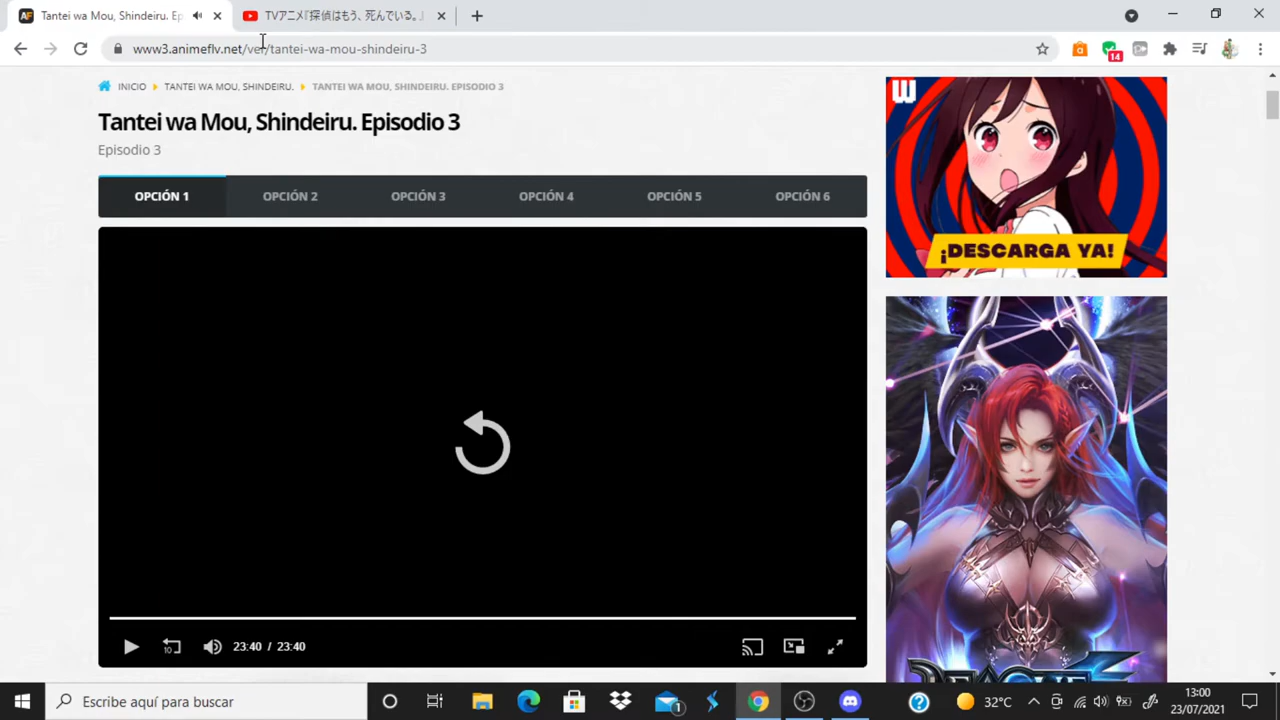 Tantei wa Mou, Shindeiru. Ep
TVアニメ『探偵はもう、死んでいる。』
www3.animeflv.net/ver/tantei-wa-mou-shindeiru-3
14
INICIO TANTEI WA MOU, SHINDEIRU. TANTEI WA MOU, SHINDEIRU. EPISODIO 3
Tantei wa Mou, Shindeiru. Episodio 3
Episodio 3
OPCIÓN 1 OPCIÓN 2 OPCIÓN 3 OPCIÓN 4 OPCIÓN 5 OPCIÓN 6
W
¡DESCARGA YA!
10
23:40 / 23:40
Escribe aquí para buscar
1
32°C
13:00
23/07/2021